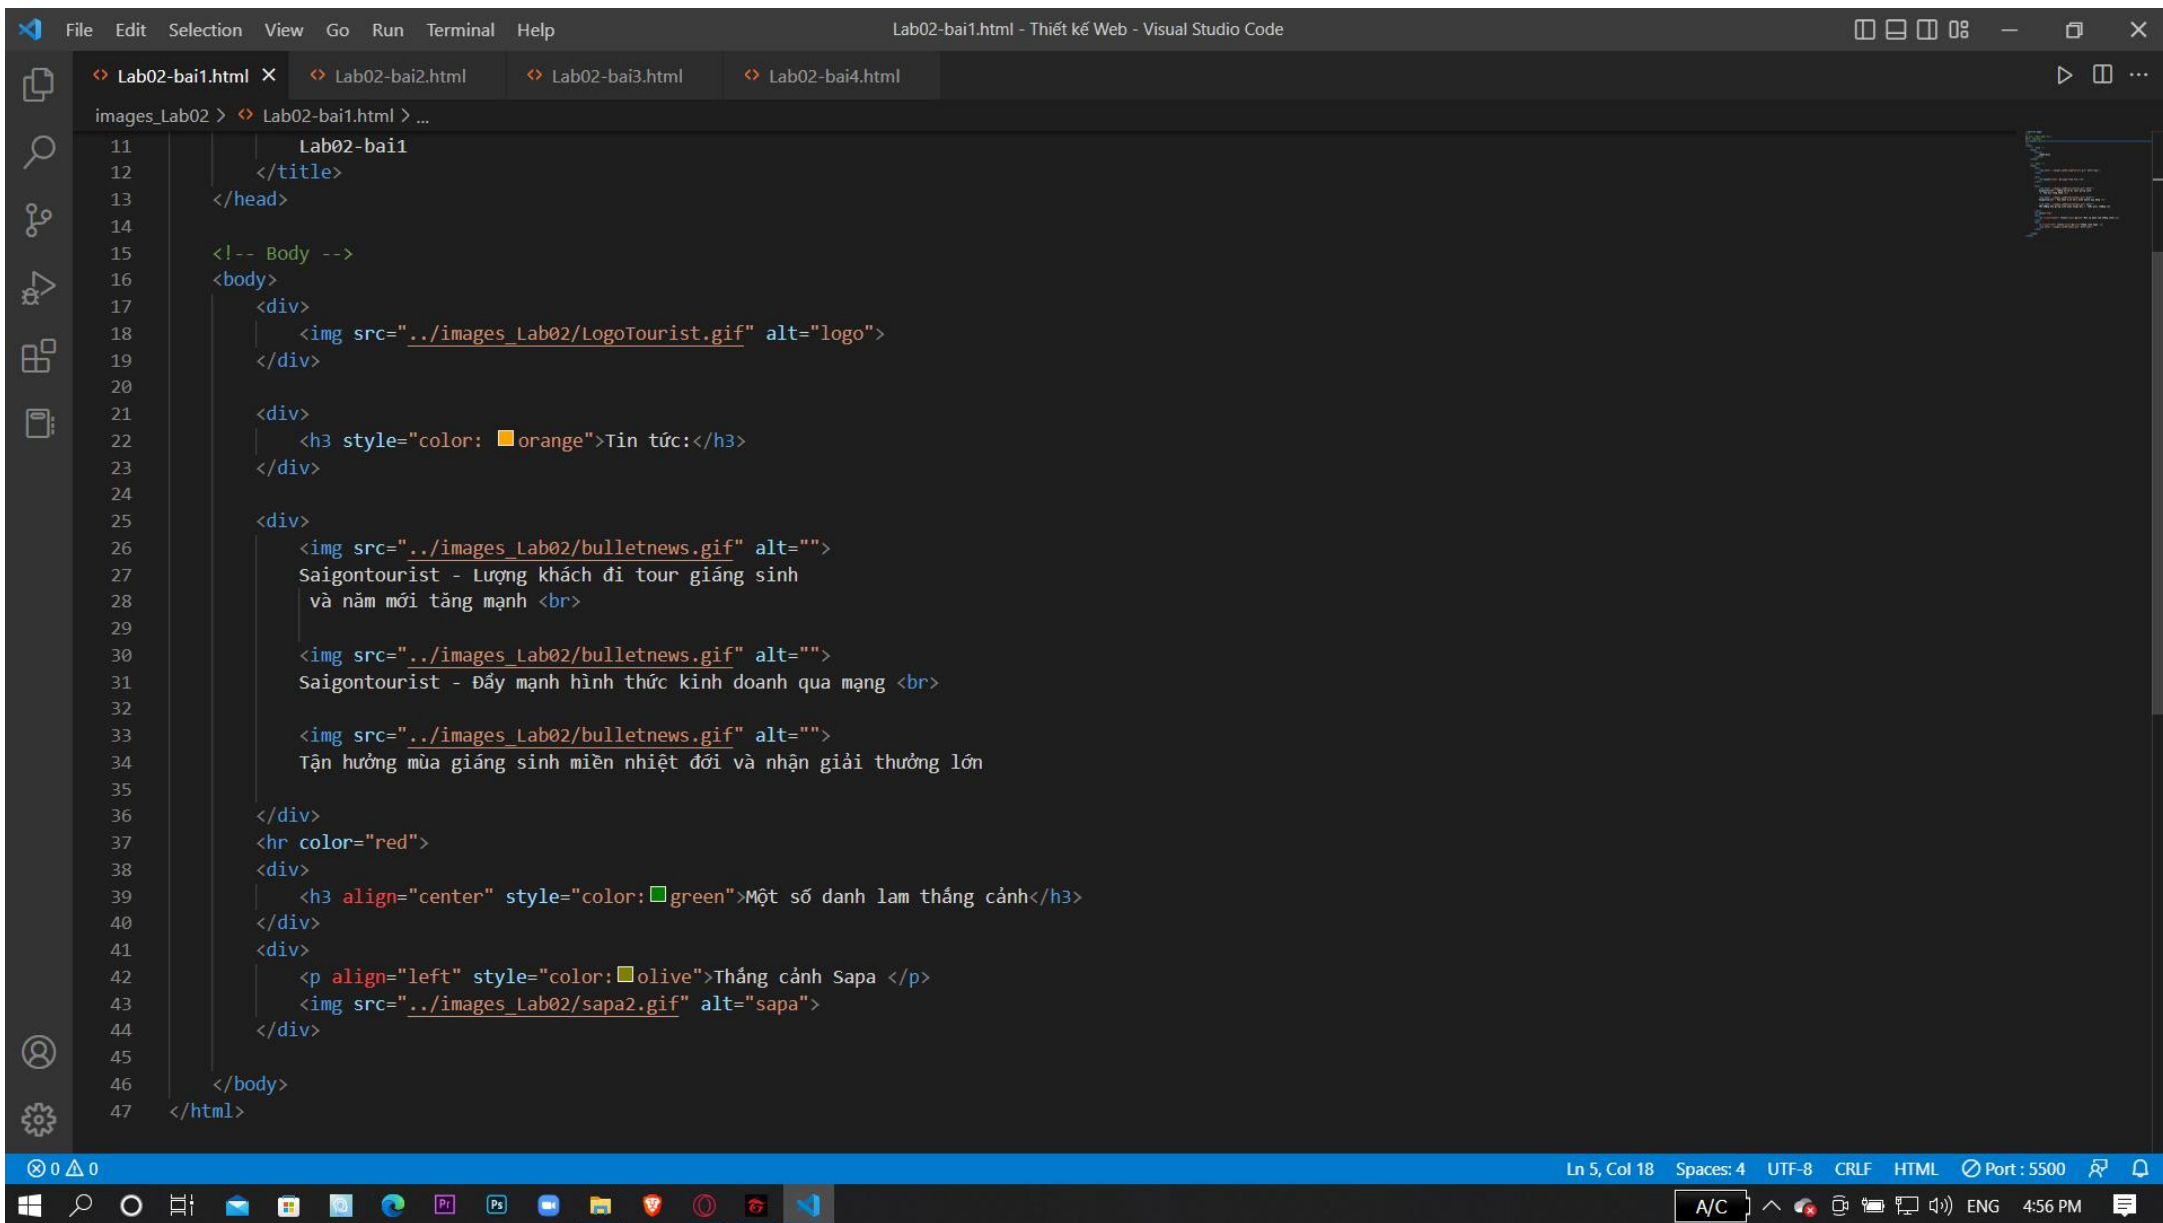 File Edit Selection View Go Run Terminal Help Lab02-bai1.html - Thiết kế Web - Visual Studio Code
Lab02-bai1.html Lab02-bai2.html Lab02-bai3.html Lab02-bai4.html
images_Lab02 > Lab02-bai1.html > ...
11 Lab02-bai1
12 </title>
13 </head>
14
15 <!-- Body -->
16 <body>
17 <div>
18 <img src="../images_Lab02/LogoTourist.gif" alt="logo">
19 </div>
20
21 <div>
22 <h3 style="color: orange">Tin tức:</h3>
23 </div>
24
25 <div>
26 <img src="../images_Lab02/bulletnews.gif" alt="">
27 Saigontourist - Lượng khách đi tour giáng sinh
28 và năm mới tăng mạnh <br>
29
30 <img src="../images_Lab02/bulletnews.gif" alt="">
31 Saigontourist - Đẩy mạnh hình thức kinh doanh qua mạng <br>
32
33 <img src="../images_Lab02/bulletnews.gif" alt="">
34 Tận hưởng mùa giáng sinh miền nhiệt đới và nhận giải thưởng lớn
35
36 </div>
37 <hr color="red">
38 <div>
39 <h3 align="center" style="color:green">Một số danh lam thắng cảnh</h3>
40 </div>
41 <div>
42 <p align="left" style="color:olive">Thắng cảnh Sapa </p>
43 <img src="../images_Lab02/sapa2.gif" alt="sapa">
44 </div>
45
46 </body>
47 </html>
0 0 Ln 5, Col 18 Spaces: 4 UTF-8 CRLF HTML Port : 5500
Pr Ps A/C ENG 4:56 PM